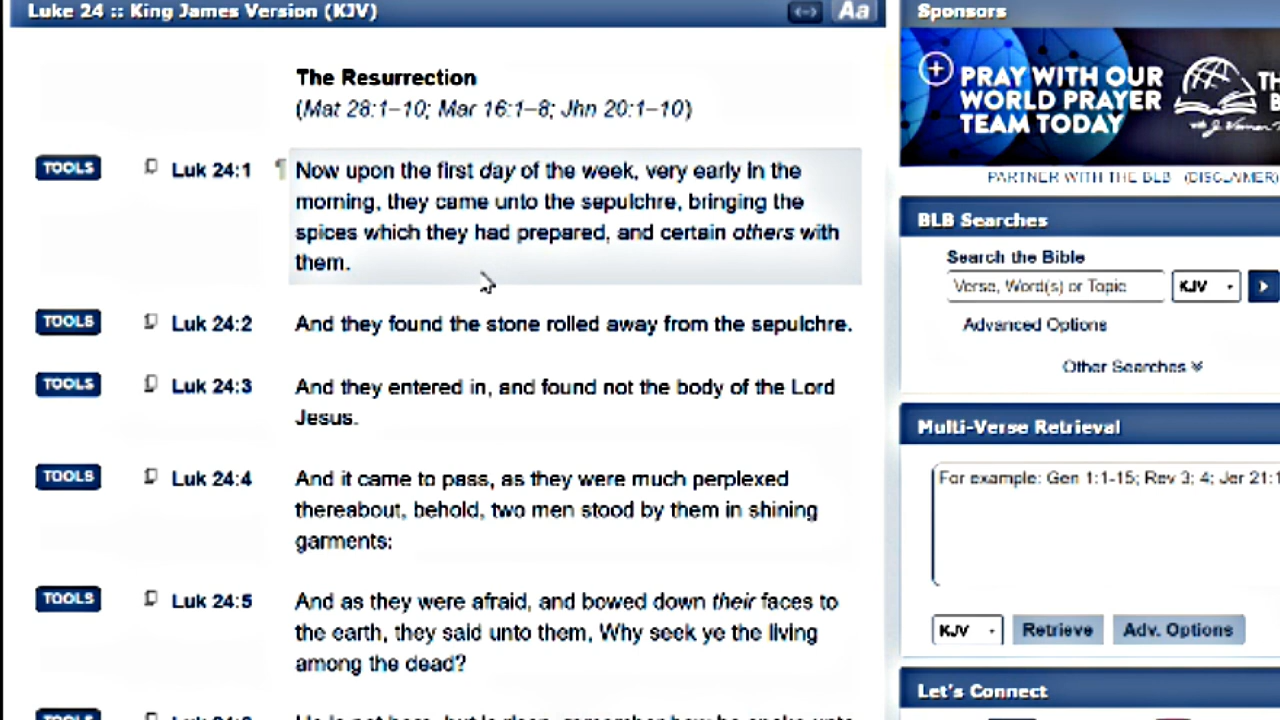 Luke 24 :: King James Version (KJV)
Aa
The Resurrection
(Mat 28:1–10; Mar 16:1–8; Jhn 20:1–10)
TOOLS Luk 24:1 ¶ Now upon the first day of the week, very early in the
morning, they came unto the sepulchre, bringing the
spices which they had prepared, and certain others with
them.
TOOLS Luk 24:2 And they found the stone rolled away from the sepulchre.
TOOLS Luk 24:3 And they entered in, and found not the body of the Lord
Jesus.
TOOLS Luk 24:4 And it came to pass, as they were much perplexed
thereabout, behold, two men stood by them in shining
garments:
TOOLS Luk 24:5 And as they were afraid, and bowed down their faces to
the earth, they said unto them, Why seek ye the living
among the dead?
Sponsors
PRAY WITH OUR
WORLD PRAYER
TEAM TODAY
TH
B
with J. Vernon
PARTNER WITH THE BLB (DISCLAIMER)
BLB Searches
Search the Bible
Verse, Word(s) or Topic KJV
Advanced Options
Other Searches
Multi-Verse Retrieval
For example: Gen 1:1-15; Rev 3; 4; Jer 21:1
KJV Retrieve Adv. Options
Let's Connect